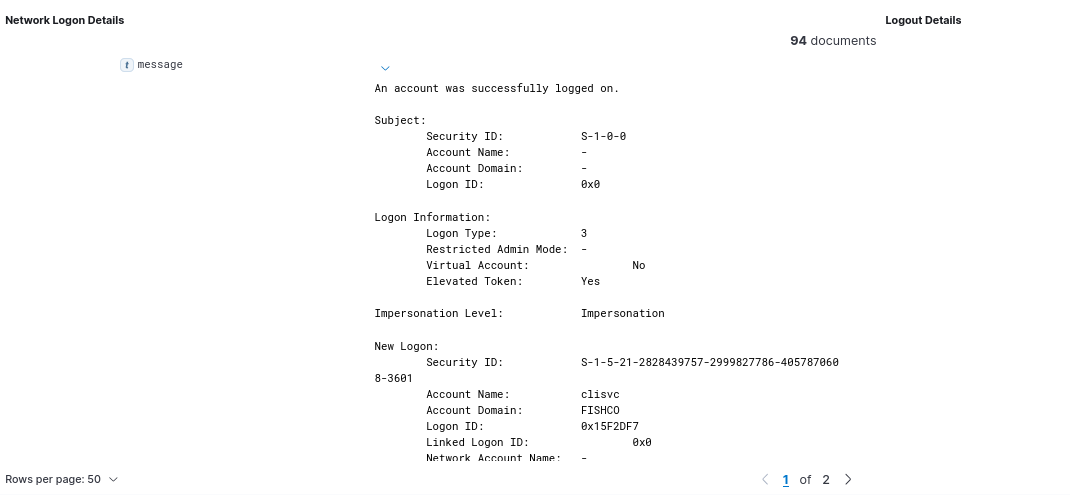 Network Logon Details
Logout Details
94 documents
t message
An account was successfully logged on.
Subject:
Security ID: S-1-0-0
Account Name: -
Account Domain: -
Logon ID: 0x0
Logon Information:
Logon Type: 3
Restricted Admin Mode: -
Virtual Account: No
Elevated Token: Yes
Impersonation Level: Impersonation
New Logon:
Security ID: S-1-5-21-2828439757-2999827786-405787060
8-3601
Account Name: clisvc
Account Domain: FISHCO
Logon ID: 0x15F2DF7
Linked Logon ID: 0x0
Network Account Name: -
Rows per page: 50
1 of 2